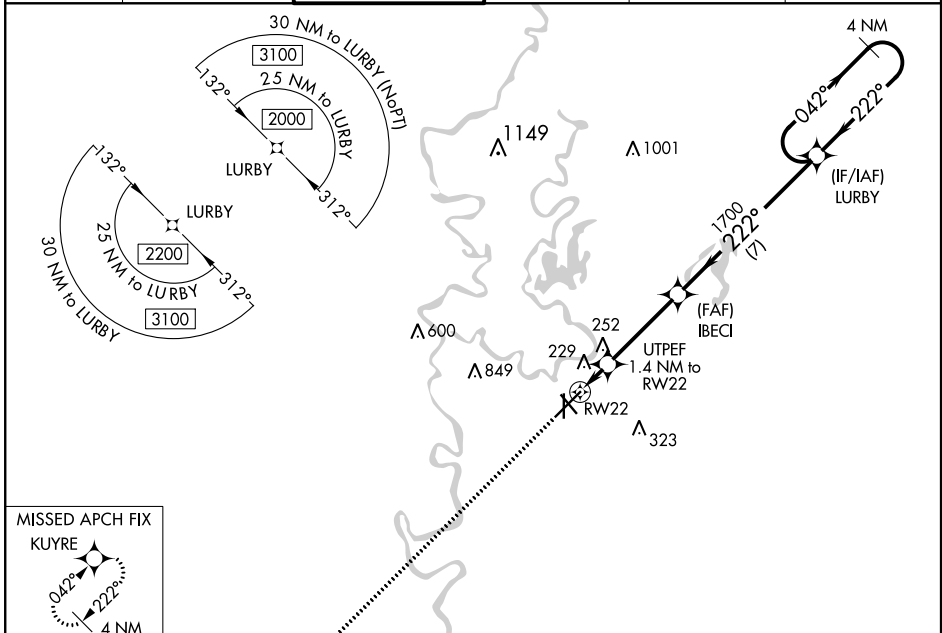 30 NM to LURBY (NoPT)
3100
25 NM to LURBY
2000
132°
312°
LURBY
132°
LURBY
2200
25 NM to LURBY
312°
3100
30 NM to LURBY
4 NM
042°
222°
(IF/IAF)
LURBY
1149
1001
1700
222°
(7)
(FAF)
IBECI
600
252
229
UTPEF
1.4 NM to
RW22
849
RW22
323
MISSED APCH FIX
KUYRE
042°
222°
4 NM